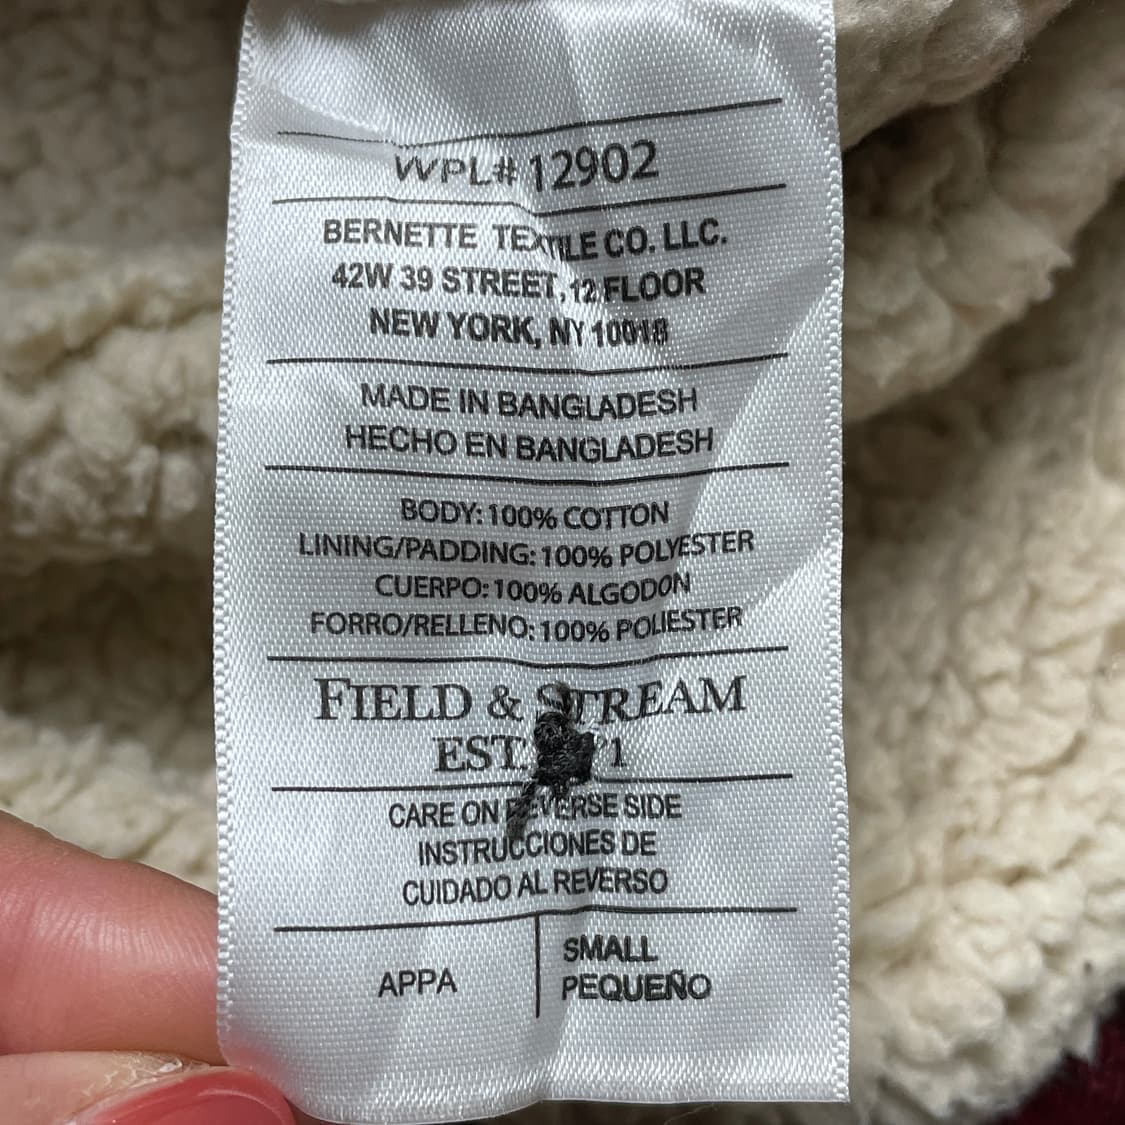 WPL# 12902
BERNETTE TEXTILE CO. LLC.
42W 39 STREET, 12 FLOOR
NEW YORK, NY 10018
MADE IN BANGLADESH
HECHO EN BANGLADESH
BODY: 100% COTTON
LINING/PADDING: 100% POLYESTER
CUERPO: 100% ALGODON
FORRO/RELLENO: 100% POLIESTER
FIELD & STREAM
EST.
CARE ON REVERSE SIDE
INSTRUCCIONES DE
CUIDADO AL REVERSO
APPA
SMALL
PEQUEÑO